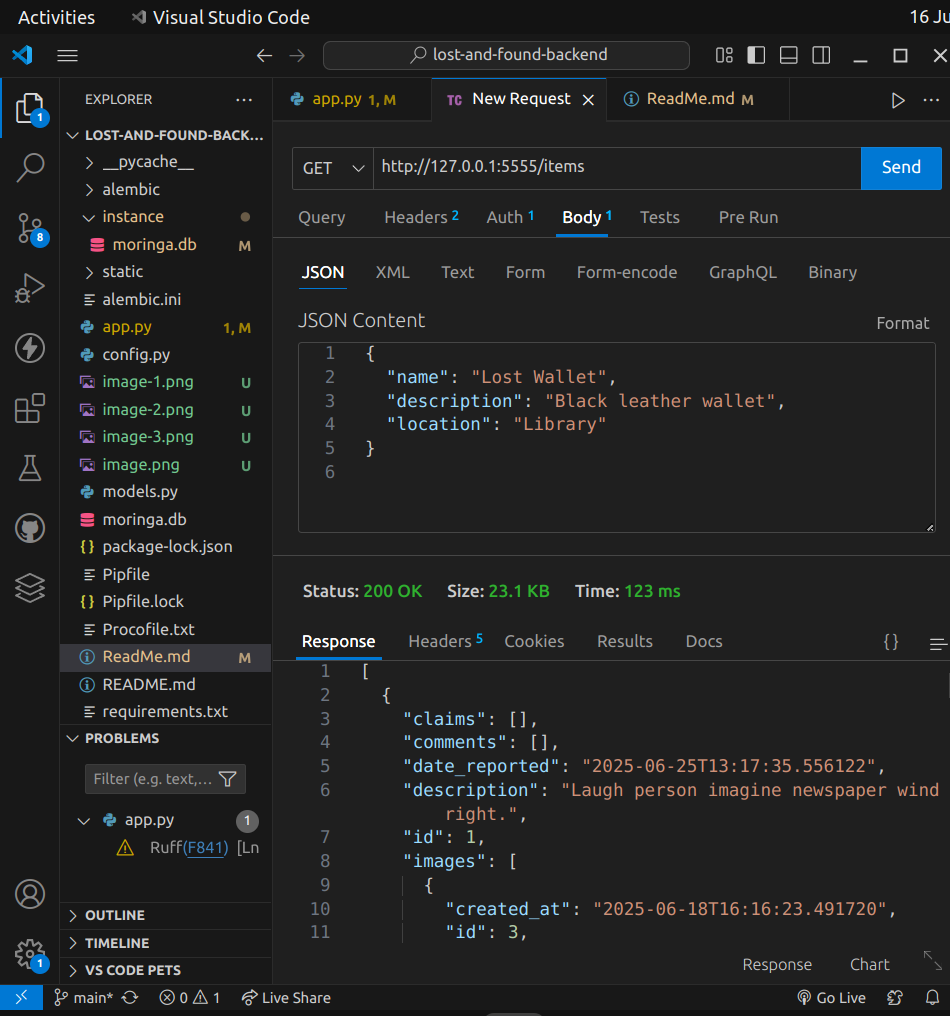 Activities Visual Studio Code 16 Ju
lost-and-found-backend
EXPLORER ...
app.py 1, M
TC New Request
ReadMe.md M
LOST-AND-FOUND-BACK...
__pycache__
alembic
instance
moringa.db M
static
alembic.ini
app.py 1, M
config.py
image-1.png U
image-2.png U
image-3.png U
image.png U
models.py
moringa.db
package-lock.json
Pipfile
Pipfile.lock
Procofile.txt
ReadMe.md M
README.md
requirements.txt
PROBLEMS
Filter (e.g. text,...
app.py 1
Ruff(F841) [Ln
OUTLINE
TIMELINE
VS CODE PETS
1
8
1
GET http://127.0.0.1:5555/items Send
Query Headers 2 Auth 1 Body 1 Tests Pre Run
JSON XML Text Form Form-encode GraphQL Binary
JSON Content Format
1 {
2 "name": "Lost Wallet",
3 "description": "Black leather wallet",
4 "location": "Library"
5 }
6
Status: 200 OK Size: 23.1 KB Time: 123 ms
Response Headers 5 Cookies Results Docs { }
1 [
2 {
3 "claims": [],
4 "comments": [],
5 "date_reported": "2025-06-25T13:17:35.556122",
6 "description": "Laugh person imagine newspaper wind
right.",
7 "id": 1,
8 "images": [
9 {
10 "created_at": "2025-06-18T16:16:23.491720",
11 "id": 3,
Response Chart
main* 0 1 Live Share Go Live